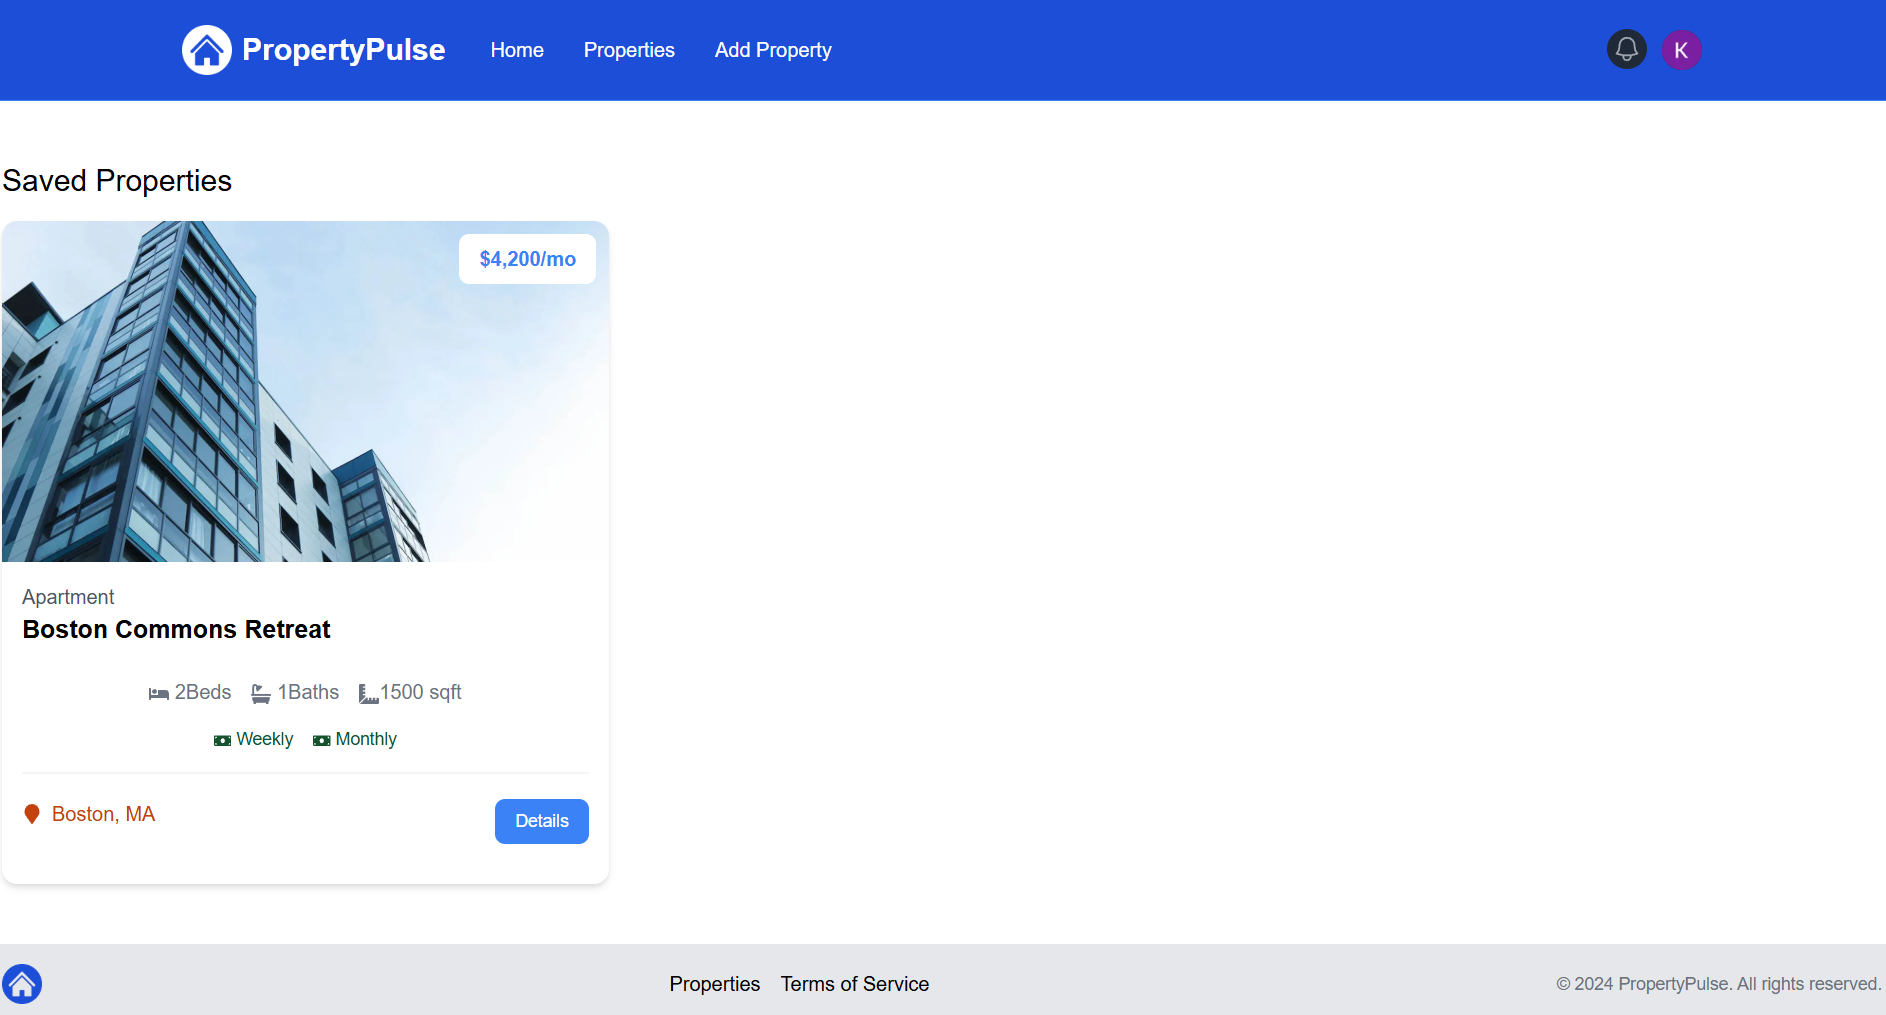 PropertyPulse Home Properties Add Property K
Saved Properties
$4,200/mo
Apartment
Boston Commons Retreat
2Beds 1Baths 1500 sqft
Weekly Monthly
Boston, MA Details
Properties Terms of Service © 2024 PropertyPulse. All rights reserved.